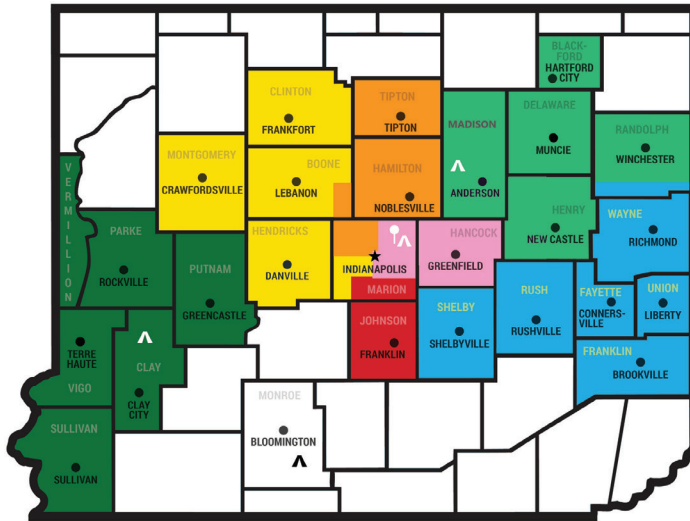 BLACK-
FORD
HARTFORD
CITY
CLINTON
FRANKFORT
TIPTON
TIPTON
MADISON
ANDERSON
DELAWARE
MUNCIE
RANDOLPH
WINCHESTER
MONTGOMERY
CRAWFORDSVILLE
BOONE
LEBANON
HAMILTON
NOBLESVILLE
HENRY
NEW CASTLE
WAYNE
RICHMOND
VERMILLION
PARKE
ROCKVILLE
PUTNAM
GREENCASTLE
HENDRICKS
DANVILLE
INDIANAPOLIS
MARION
HANCOCK
GREENFIELD
RUSH
RUSHVILLE
FAYETTE
CONNERS-
VILLE
UNION
LIBERTY
SHELBY
SHELBYVILLE
JOHNSON
FRANKLIN
FRANKLIN
BROOKVILLE
TERRE
HAUTE
VIGO
CLAY
CLAY
CITY
MONROE
BLOOMINGTON
SULLIVAN
SULLIVAN